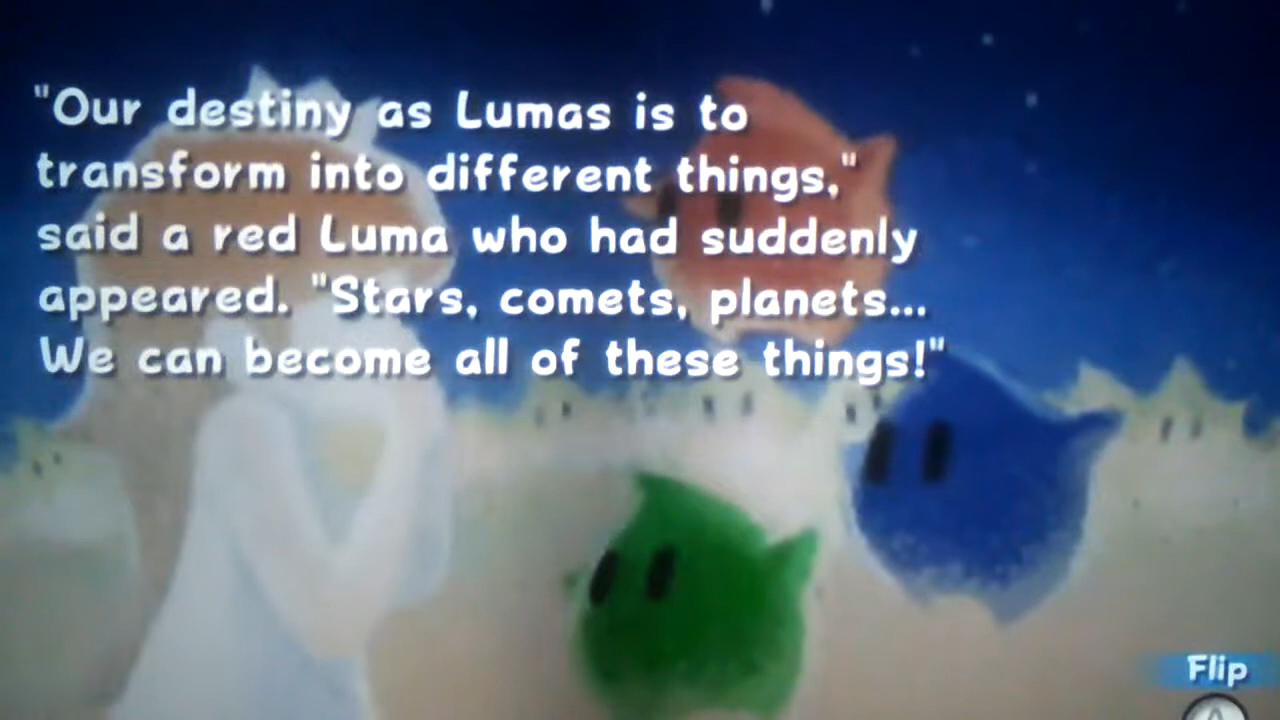 "Our destiny as Lumas is to
transform into different things,"
said a red Luma who had suddenly
appeared. "Stars, comets, planets...
We can become all of these things!"
Flip
A